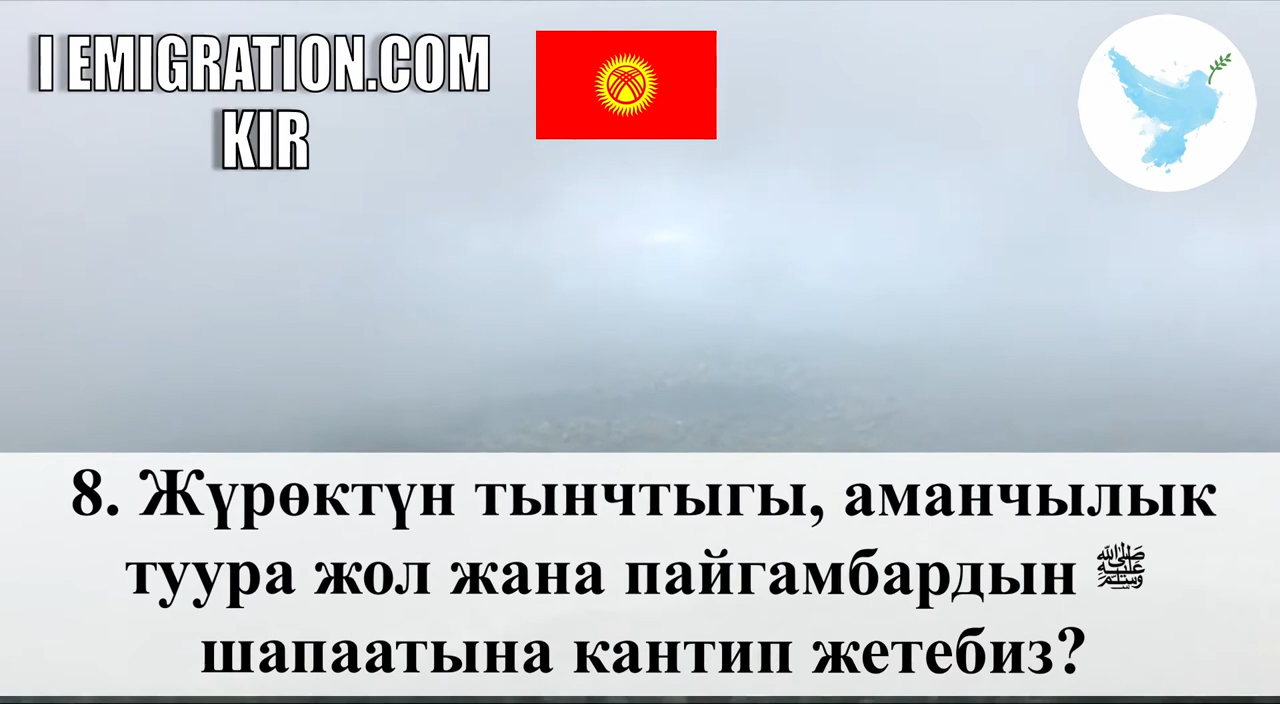 I EMIGRATION.COM
KIR
8. Жүрөктүн тынчтыгы, аманчылык
туура жол жана пайгамбардын ﷺ
шапаатына кантип жетебиз?